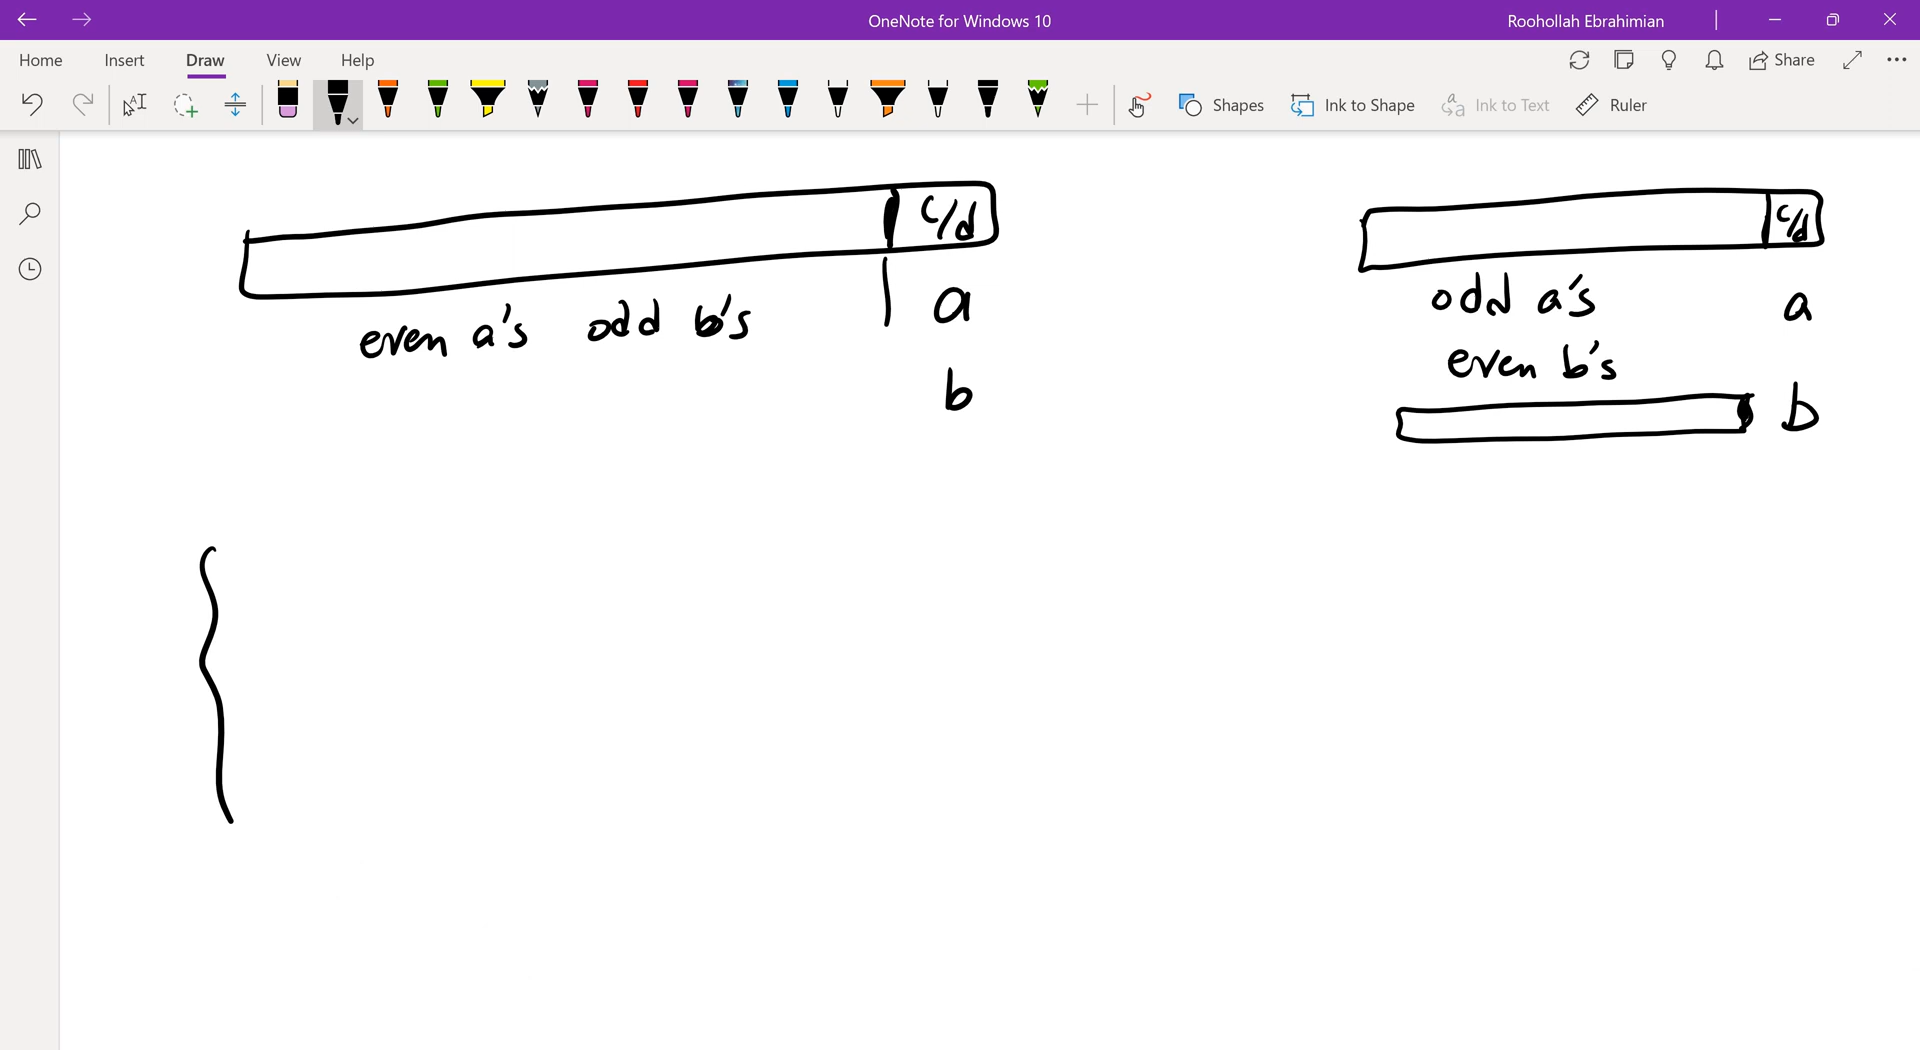 OneNote for Windows 10
Roohollah Ebrahimian
Home Insert Draw View Help
Share
Shapes Ink to Shape Ink to Text Ruler
c/d
even a's odd b's a
b
c/d
odd a's a
even b's
b